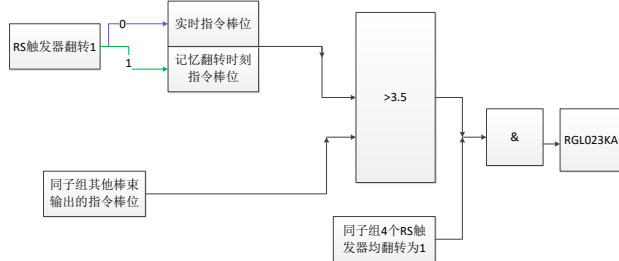 RS触发器翻转1
0
1
实时指令棒位
记忆翻转时刻
指令棒位
>3.5
&
RGL023KA
同子组其他棒束
输出的指令棒位
同子组4个RS触
发器均翻转为1